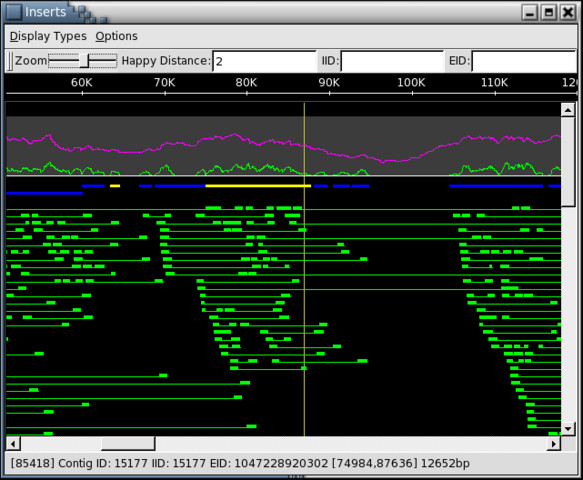 Inserts
Display Types Options
Zoom: Happy Distance: 2 IID: EID:
60K 70K 80K 90K 100K 110K 120
[85418] Contig ID: 15177 IID: 15177 EID: 1047228920302 [74984,87636] 12652bp